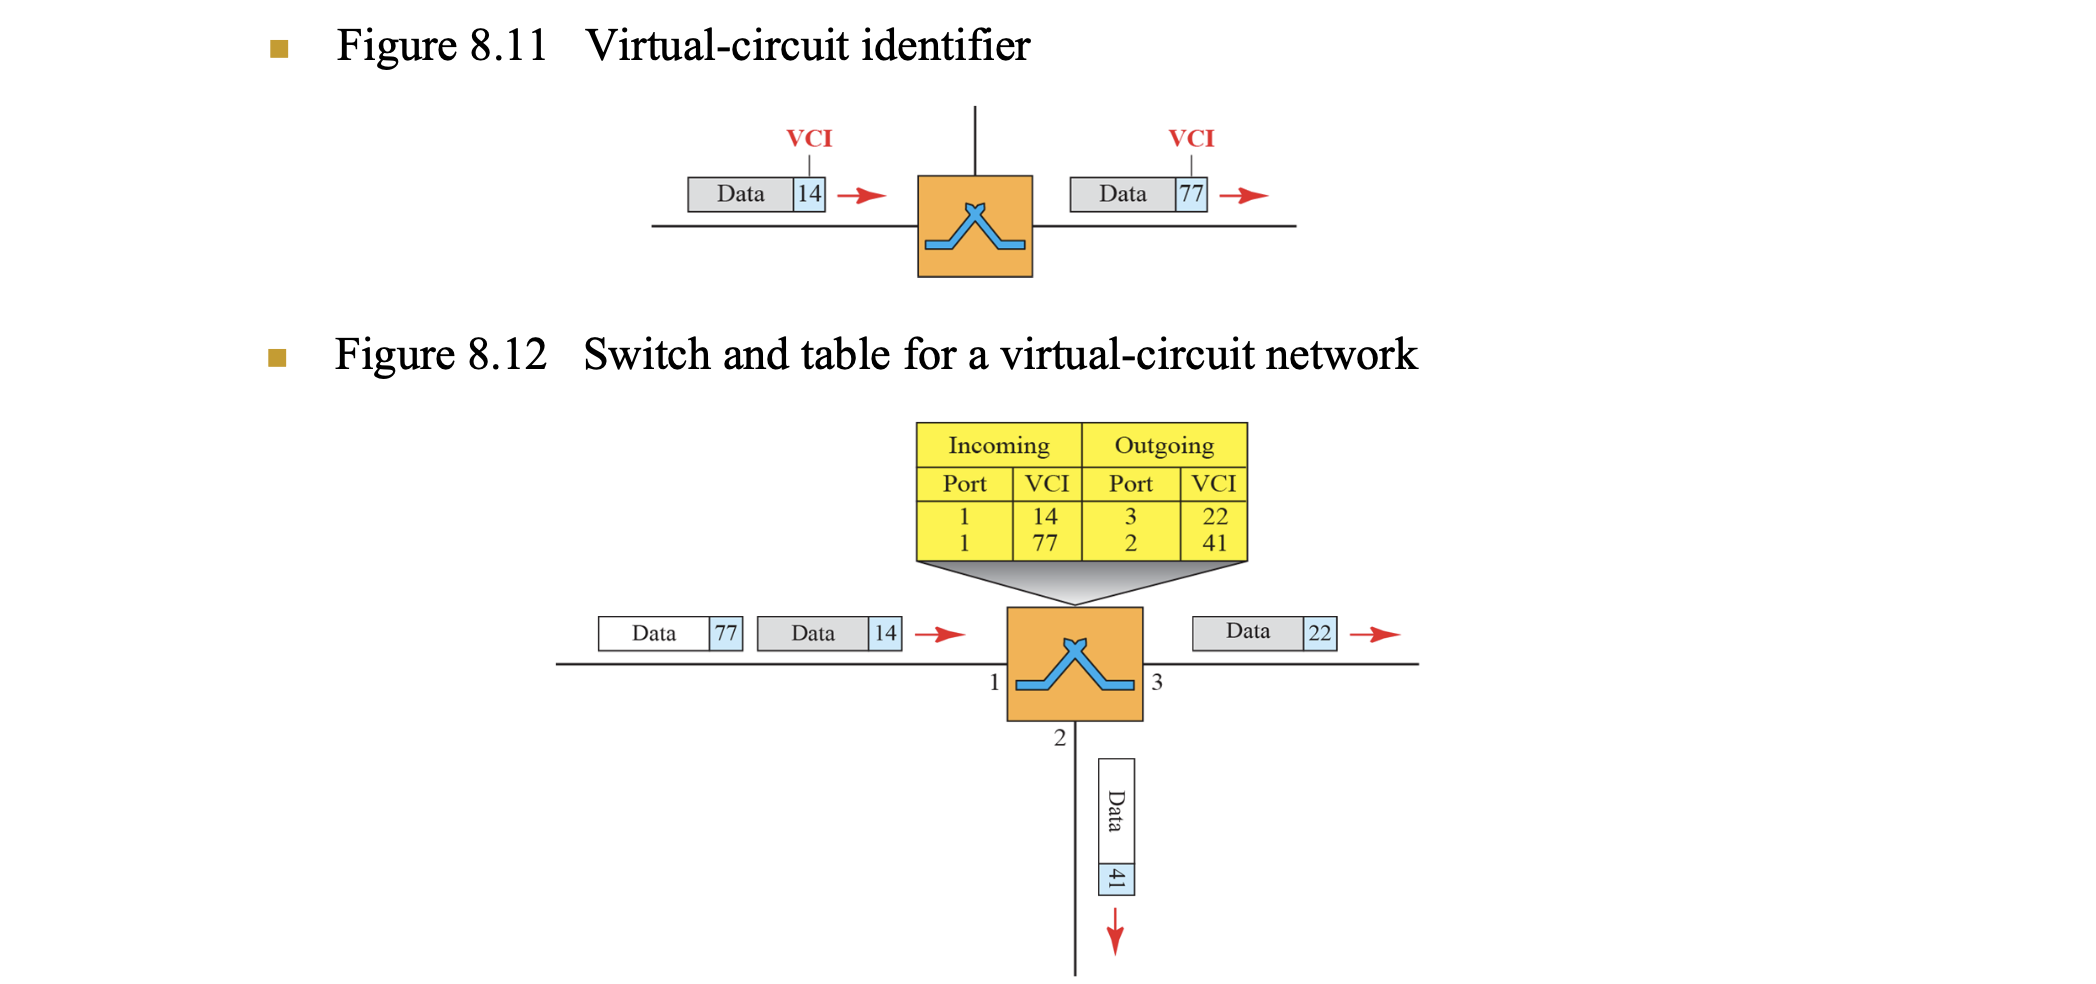 Figure 8.11 Virtual-circuit identifier
VCI VCI
Data 14 Data 77
Figure 8.12 Switch and table for a virtual-circuit network
Incoming Outgoing
Port VCI Port VCI
1 14 3 22
1 77 2 41
Data 77 Data 14 Data 22
1 3
2
Data 41